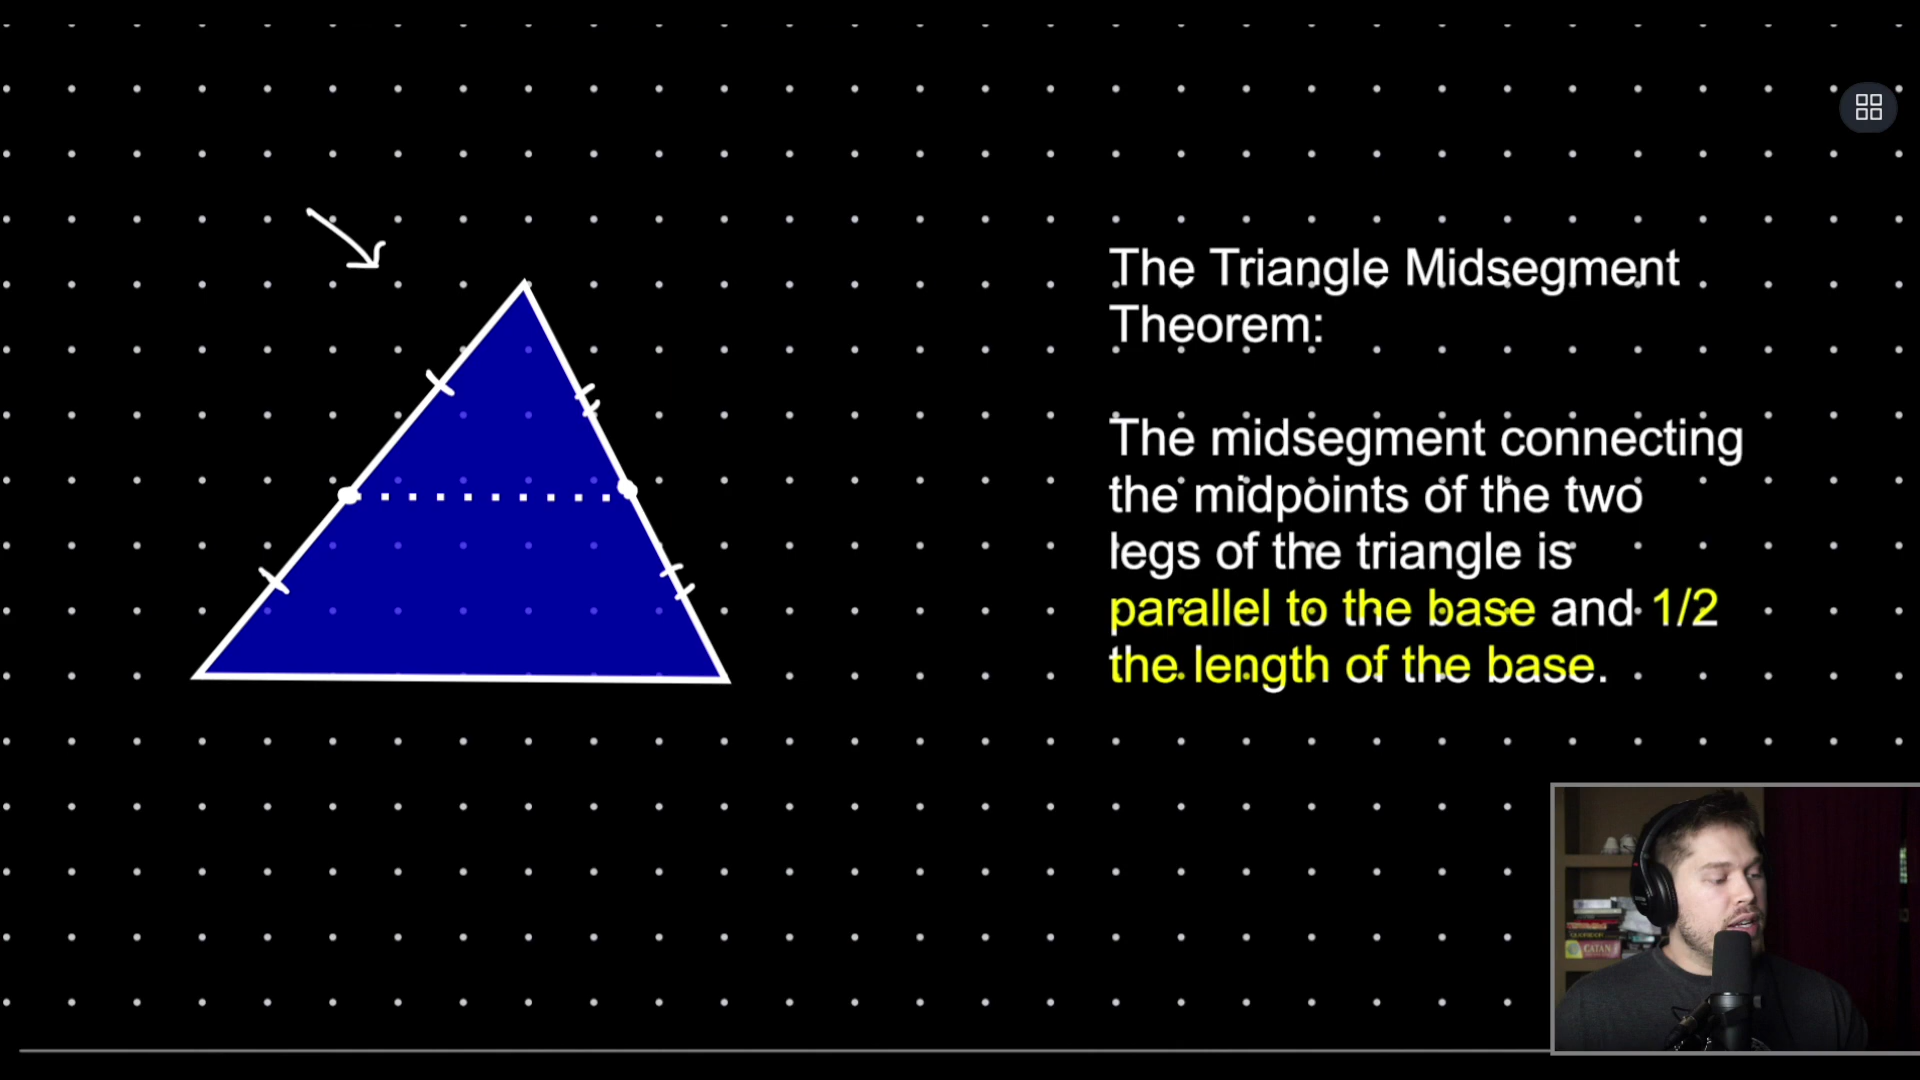 The Triangle Midsegment
Theorem:
The midsegment connecting
the midpoints of the two
legs of the triangle is
parallel to the base and 1/2
the length of the base.
CATAN